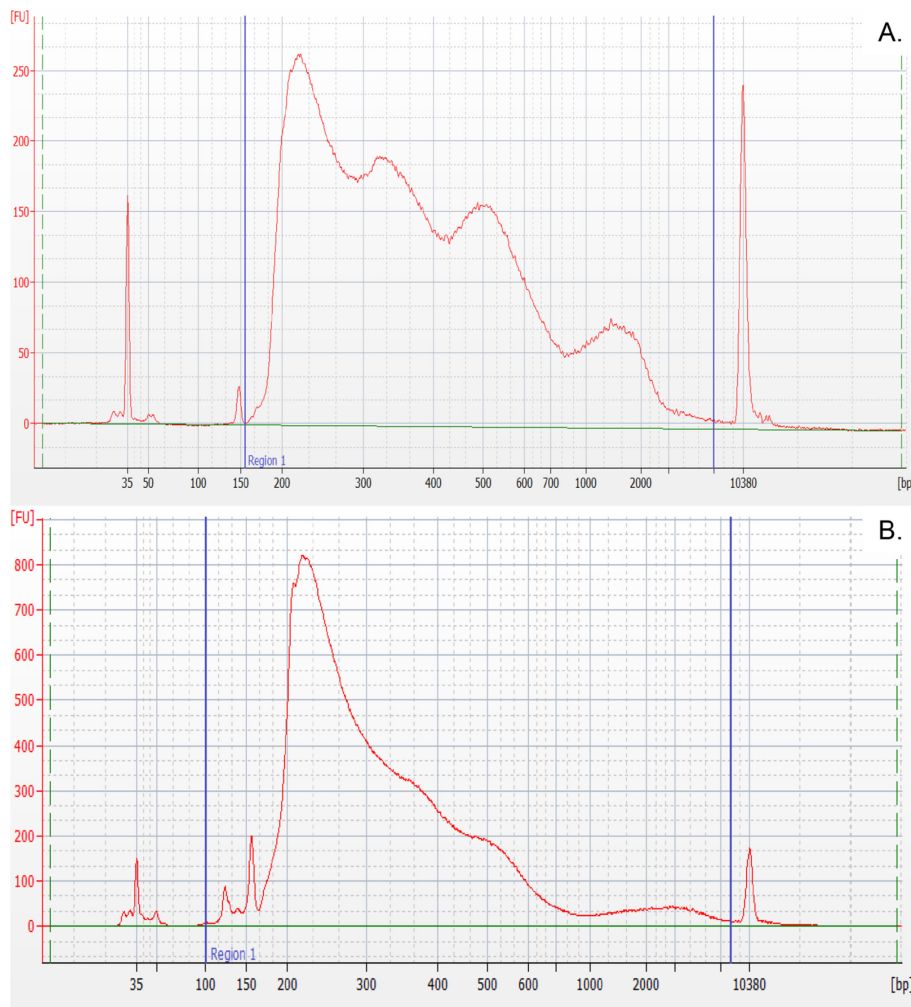 [FU]
A.
250
200
150
100
50
0
Region 1
35 50 100 150 200 300 400 500 600 700 1000 2000 10380 [bp
[FU]
B.
800
700
600
500
400
300
200
100
0
Region 1
35 100 150 200 300 400 500 600 1000 2000 10380 [bp]